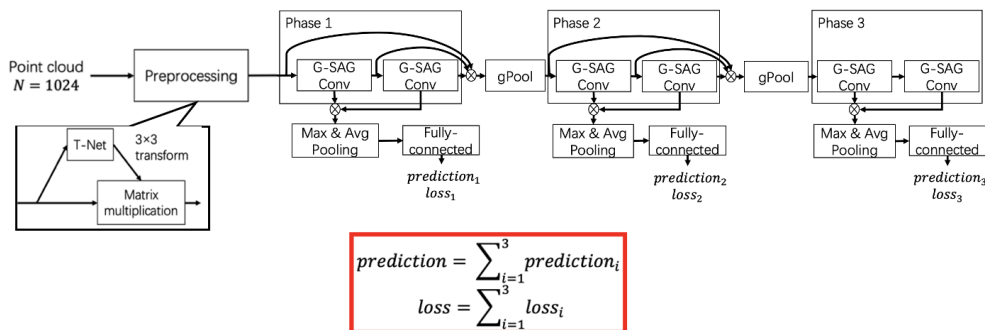 Point cloud
N = 1024
Preprocessing
T-Net
3×3
transform
Matrix
multiplication
Phase 1
G-SAG
Conv
G-SAG
Conv
Max & Avg
Pooling
Fully-
connected
prediction₁
loss₁
gPool
Phase 2
G-SAG
Conv
G-SAG
Conv
Max & Avg
Pooling
Fully-
connected
prediction₂
loss₂
gPool
Phase 3
G-SAG
Conv
G-SAG
Conv
Max & Avg
Pooling
Fully-
connected
prediction₃
loss₃
prediction = ∑³ᵢ₌₁ predictionᵢ
loss = ∑³ᵢ₌₁ lossᵢ